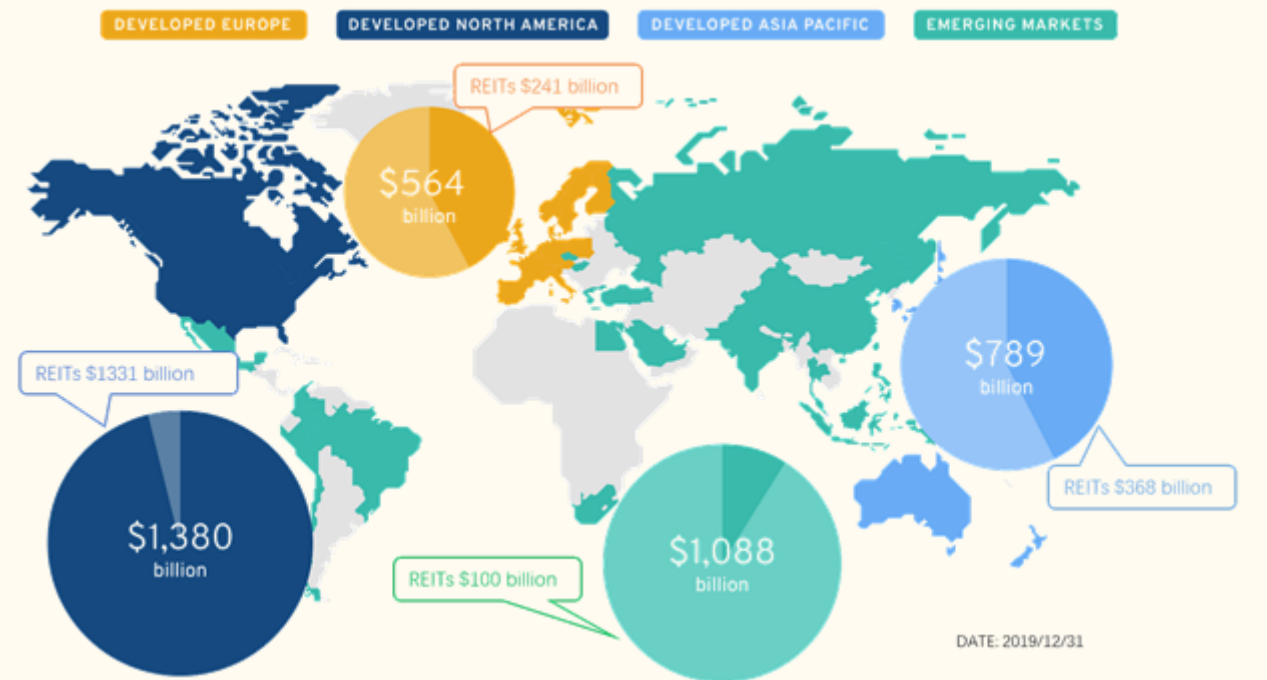 DEVELOPED EUROPE
DEVELOPED NORTH AMERICA
DEVELOPED ASIA PACIFIC
EMERGING MARKETS
REITs $241 billion
$564
billion
REITs $1331 billion
$789
billion
REITs $368 billion
$1,380
billion
$1,088
billion
REITs $100 billion
DATE: 2019/12/31